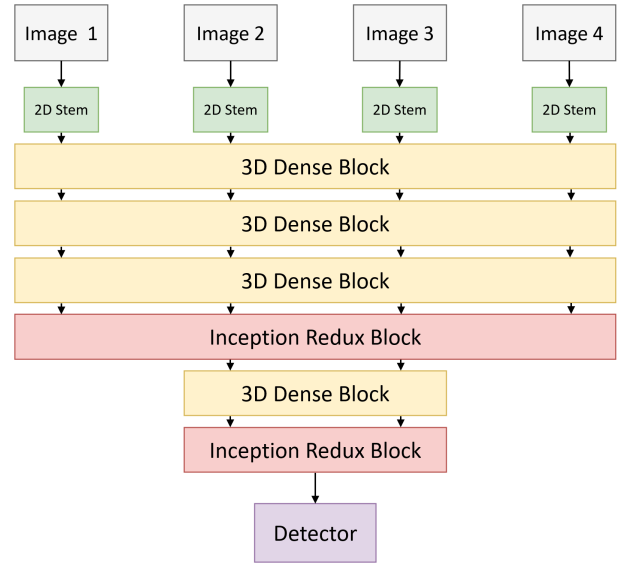 Image 1
Image 2
Image 3
Image 4
2D Stem
2D Stem
2D Stem
2D Stem
3D Dense Block
3D Dense Block
3D Dense Block
Inception Redux Block
3D Dense Block
Inception Redux Block
Detector